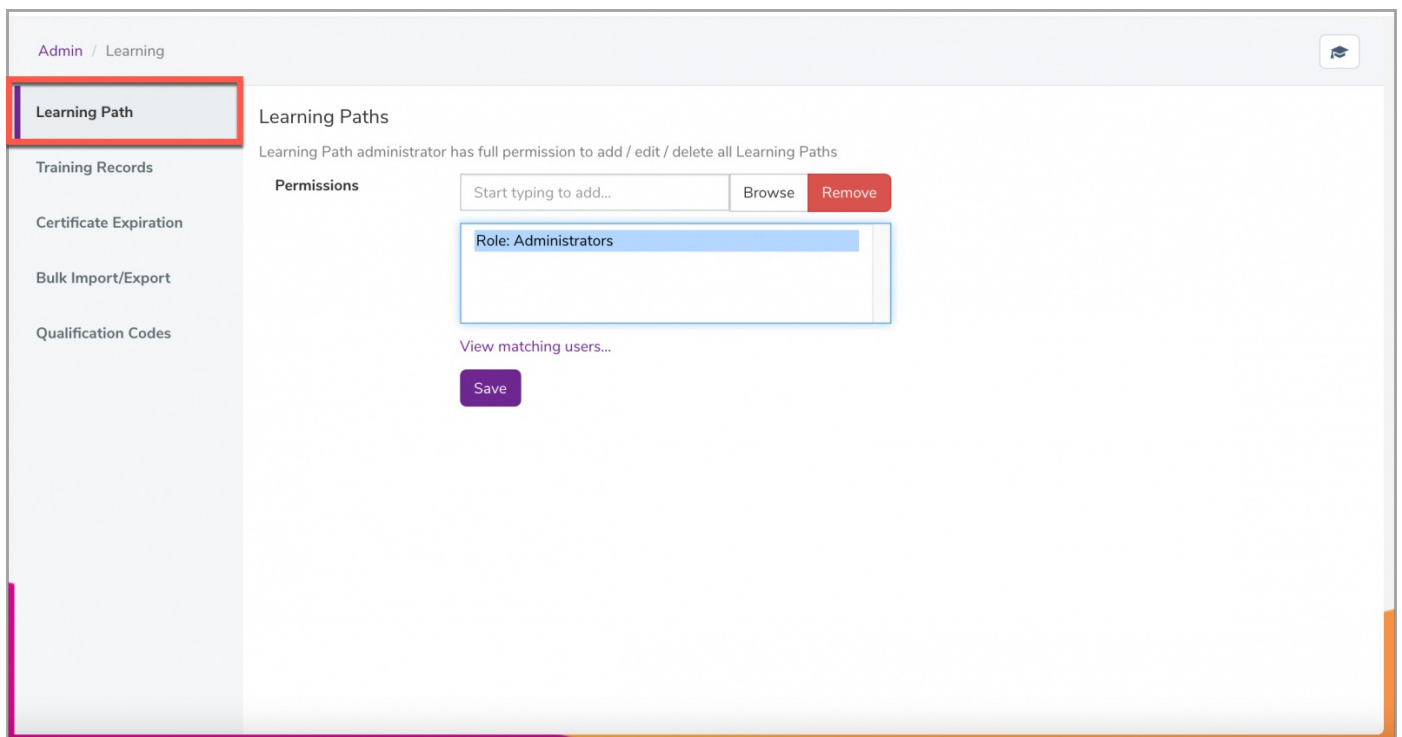 Admin / Learning
Learning Path
Training Records
Certificate Expiration
Bulk Import/Export
Qualification Codes
Learning Paths
Learning Path administrator has full permission to add / edit / delete all Learning Paths
Permissions
Start typing to add... Browse Remove
Role: Administrators
View matching users...
Save